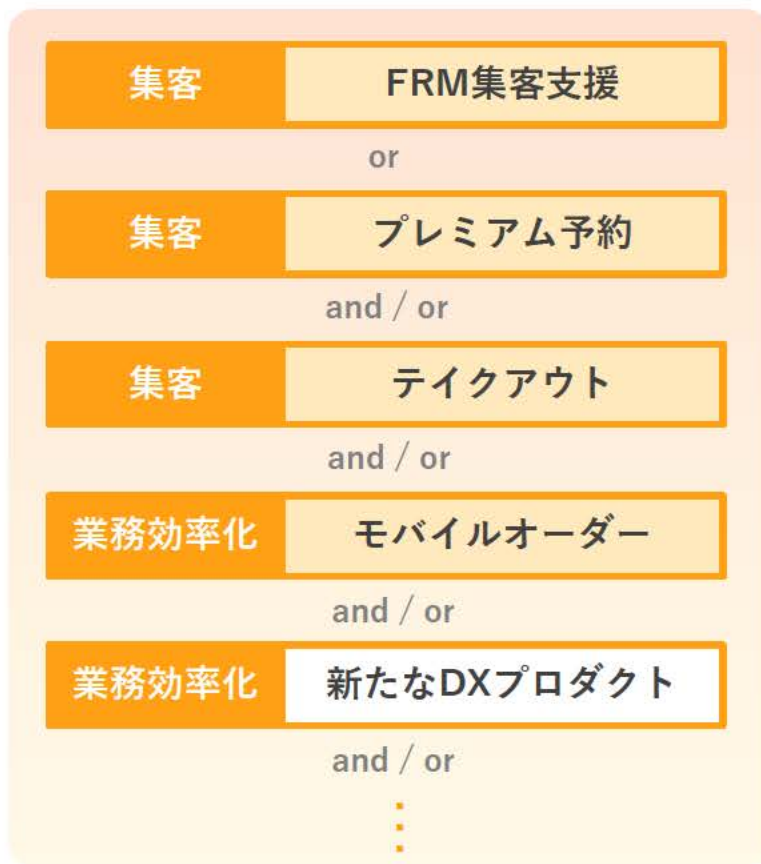 集客 FRM集客支援
or
集客 プレミアム予約
and / or
集客 テイクアウト
and / or
業務効率化 モバイルオーダー
and / or
業務効率化 新たなDXプロダクト
and / or